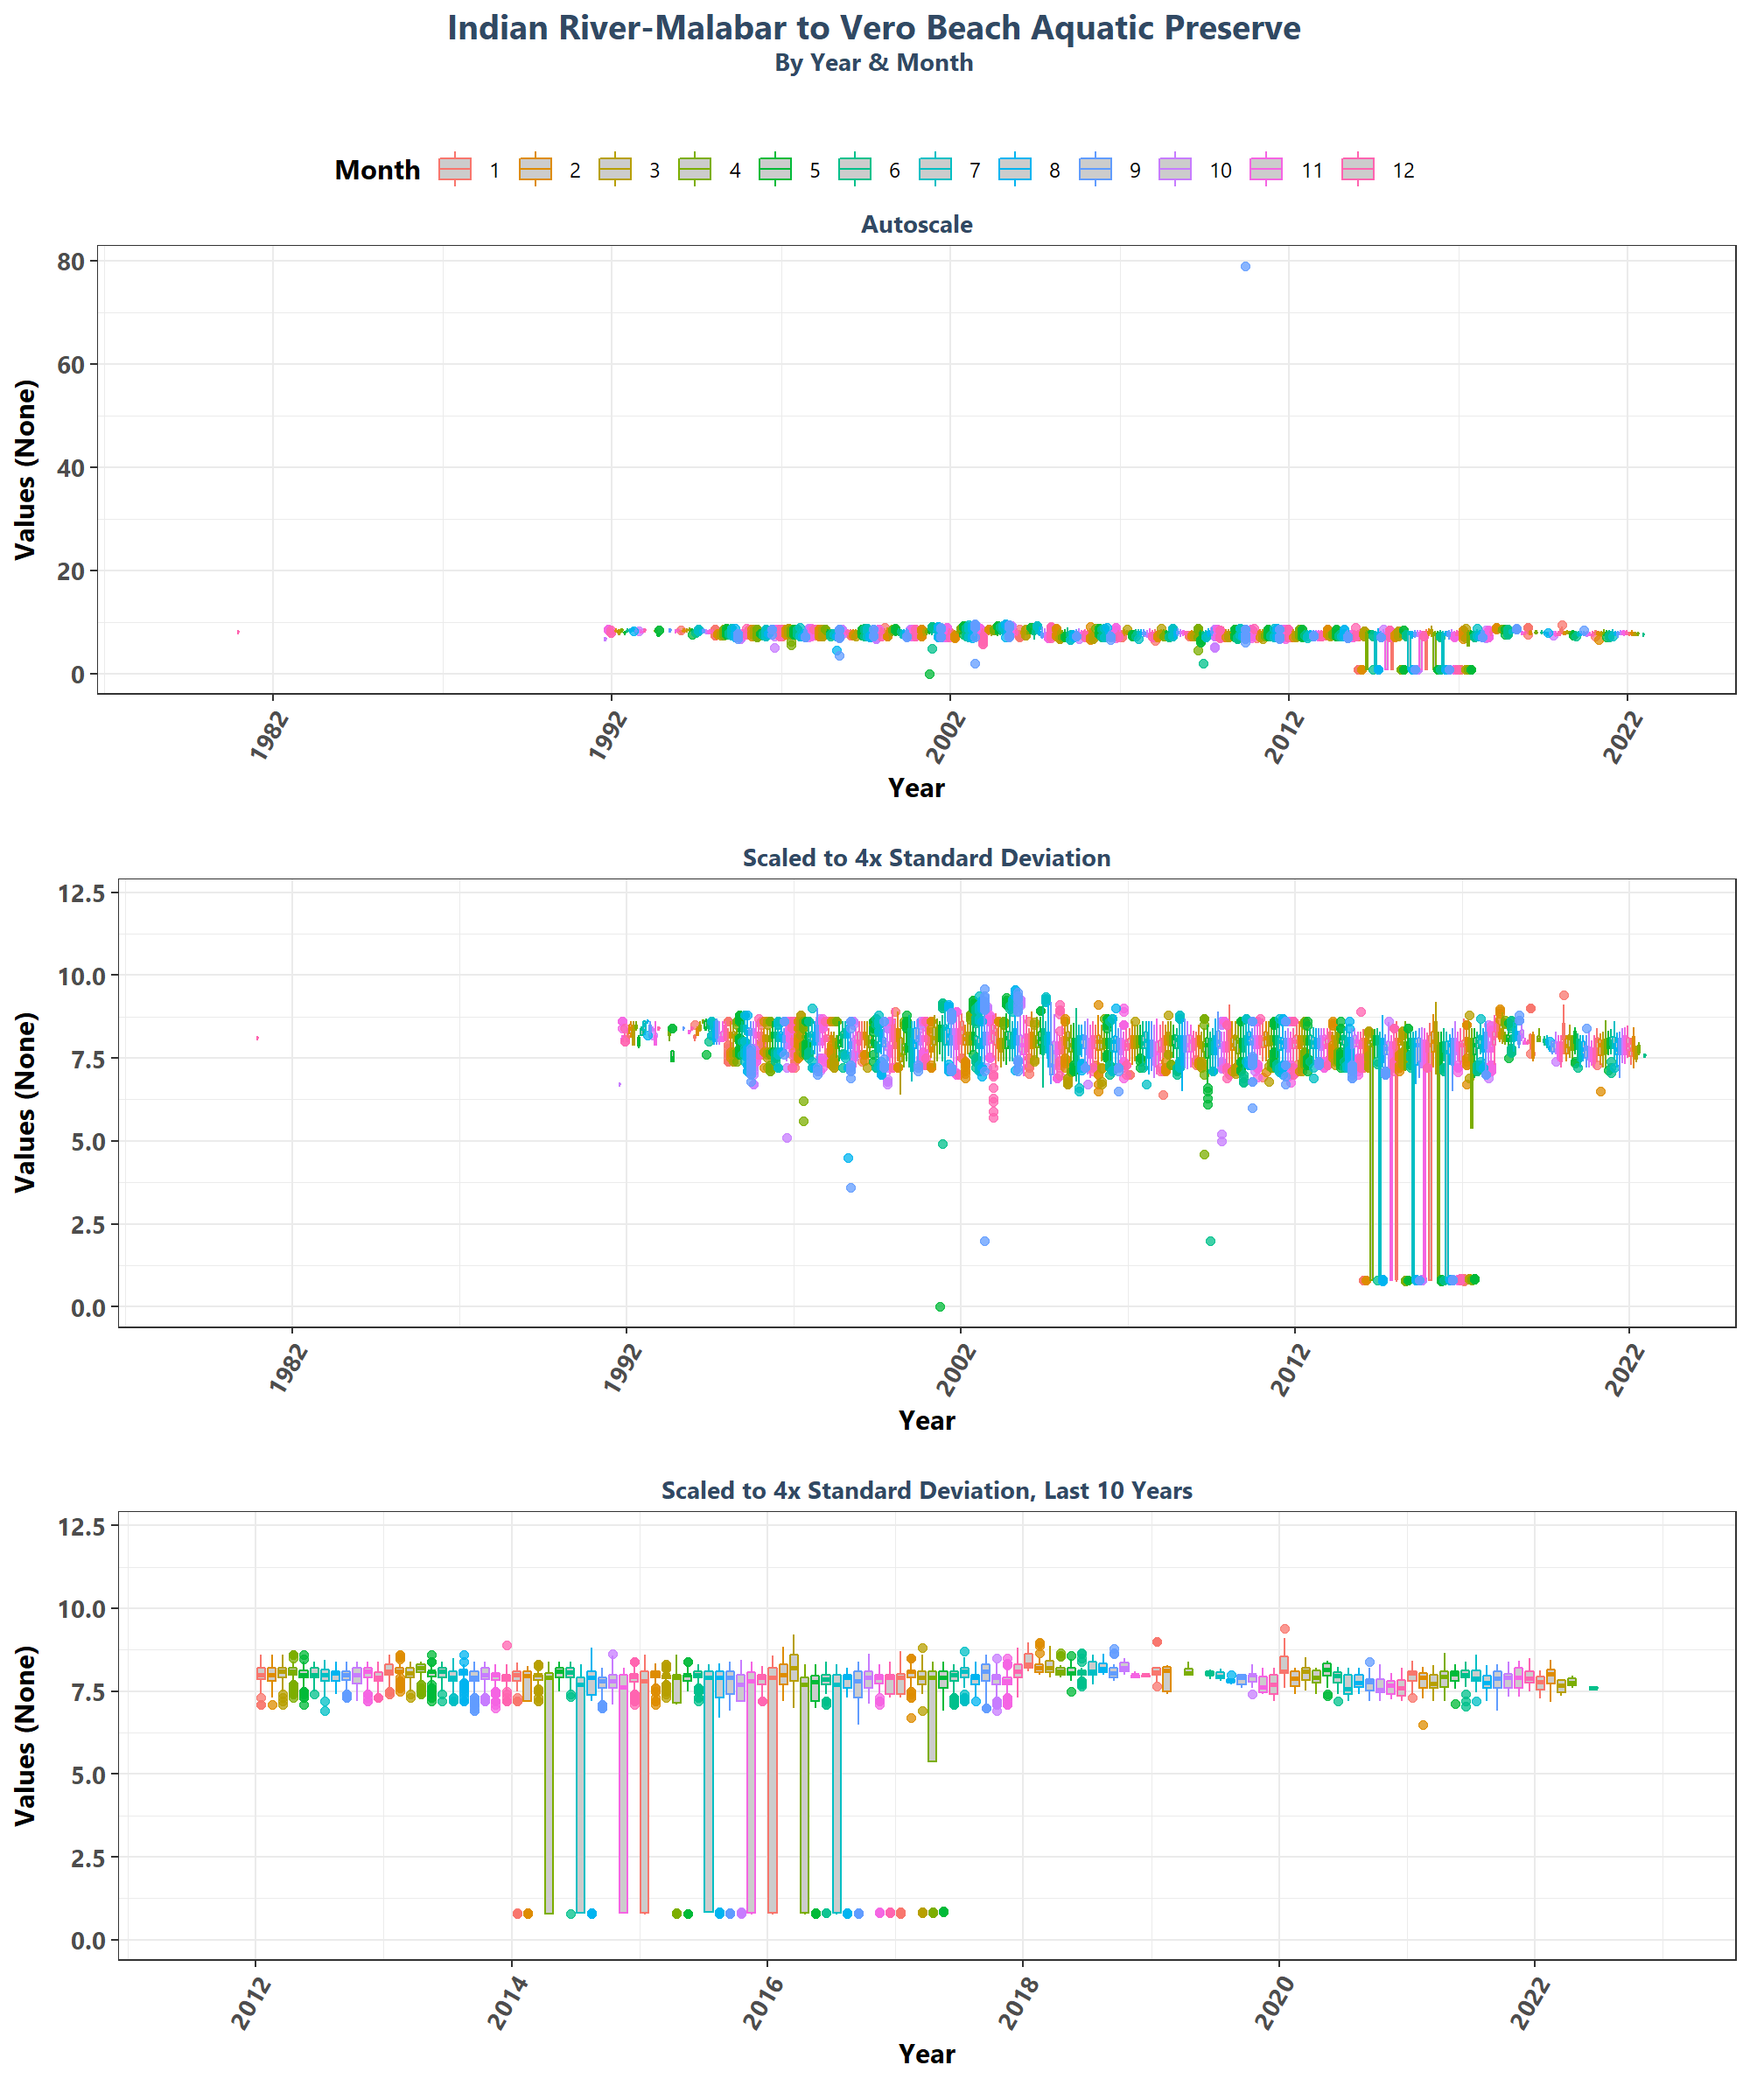 Indian River-Malabar to Vero Beach Aquatic Preserve
By Year & Month
Month 1 2 3 4 5 6 7 8 9 10 11 12
Autoscale
80
60
40
20
0
Values (None)
1982 1992 2002 2012 2022
Year
Scaled to 4x Standard Deviation
12.5
10.0
7.5
5.0
2.5
0.0
Values (None)
1982 1992 2002 2012 2022
Year
Scaled to 4x Standard Deviation, Last 10 Years
12.5
10.0
7.5
5.0
2.5
0.0
Values (None)
2012 2014 2016 2018 2020 2022
Year